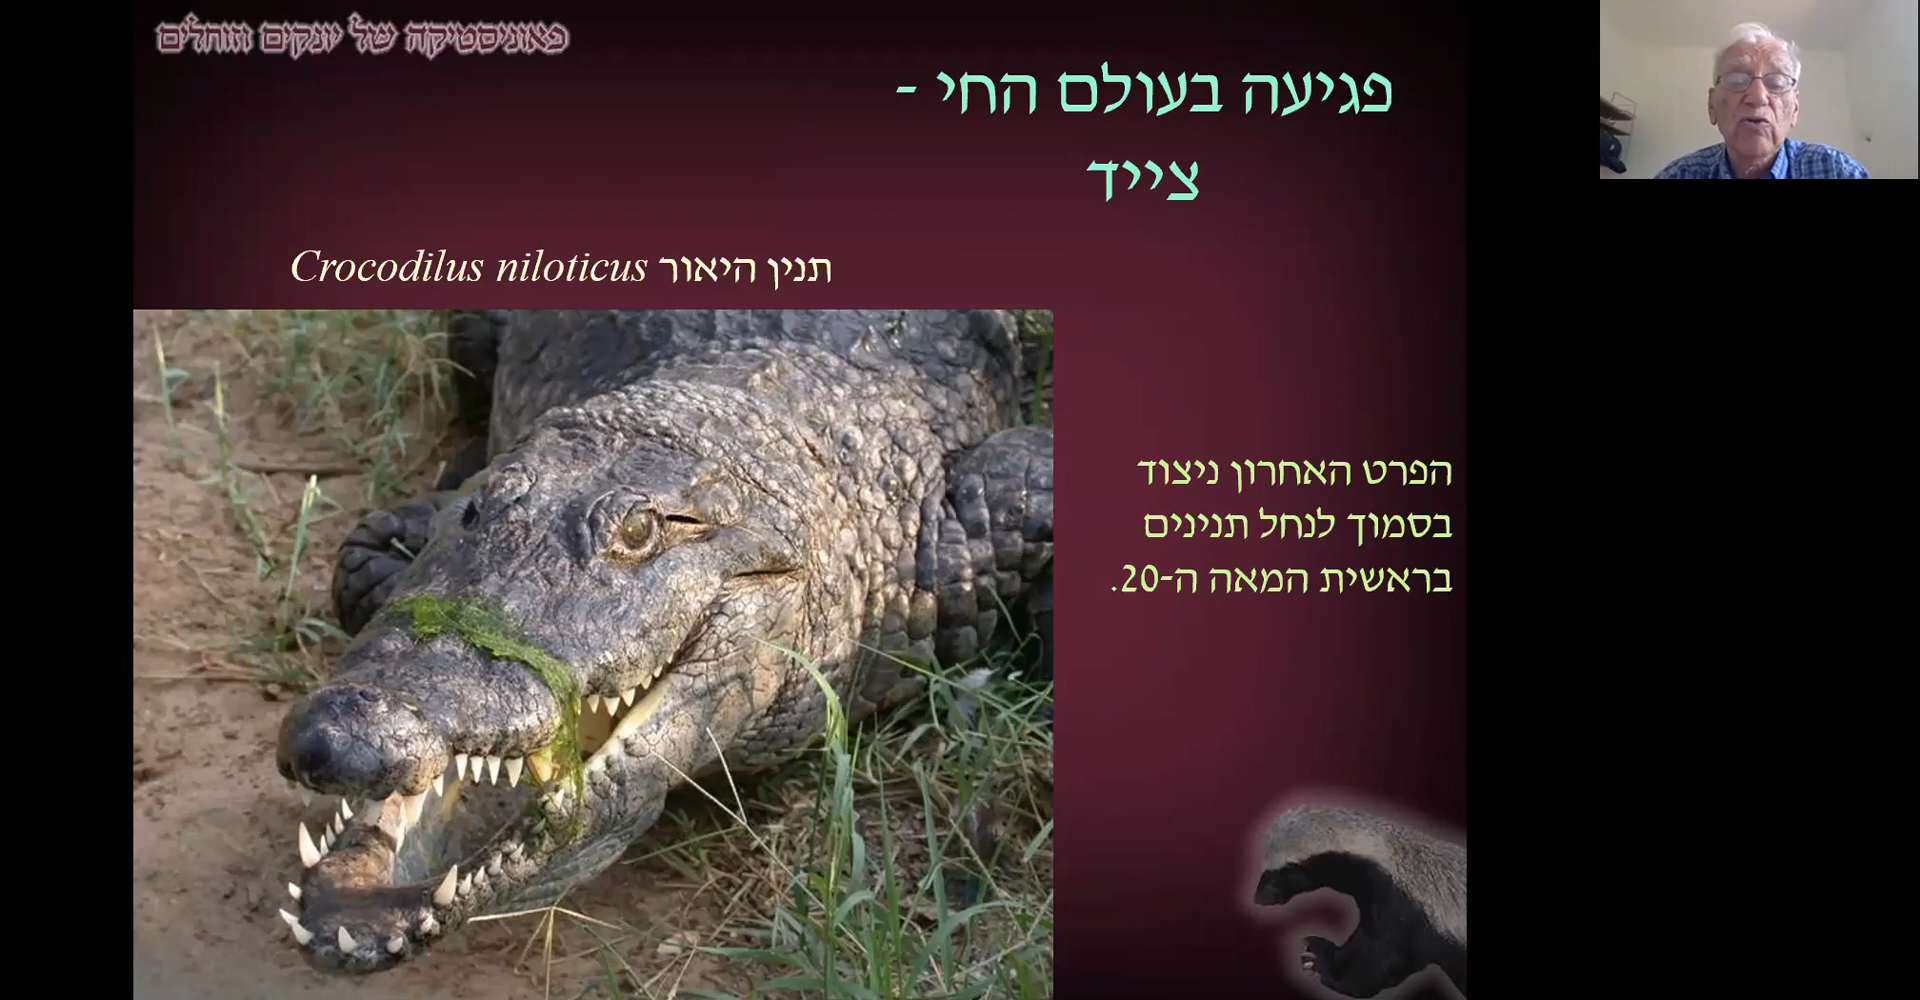 פאוניסטיקה של יונקים וזוחלים
פגיעה בעולם החי -
צייד
תנין היאור Crocodilus niloticus
הפרט האחרון ניצוד
בסמוך לנחל תנינים
בראשית המאה ה-20.